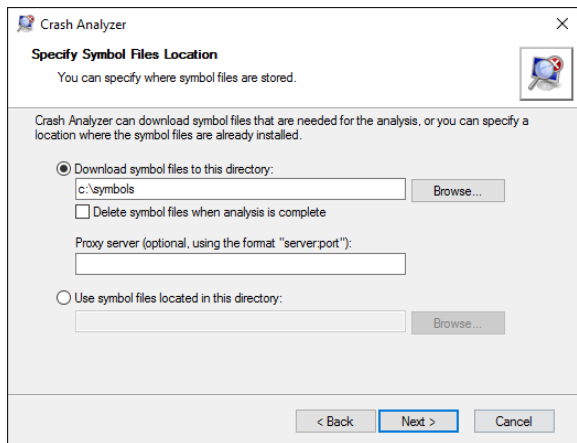 Crash Analyzer
Specify Symbol Files Location
You can specify where symbol files are stored.
Crash Analyzer can download symbol files that are needed for the analysis, or you can specify a
location where the symbol files are already installed.
Download symbol files to this directory:
c:\symbols
Browse...
Delete symbol files when analysis is complete
Proxy server (optional, using the format "server:port"):
Use symbol files located in this directory:
Browse...
< Back
Next >
Cancel